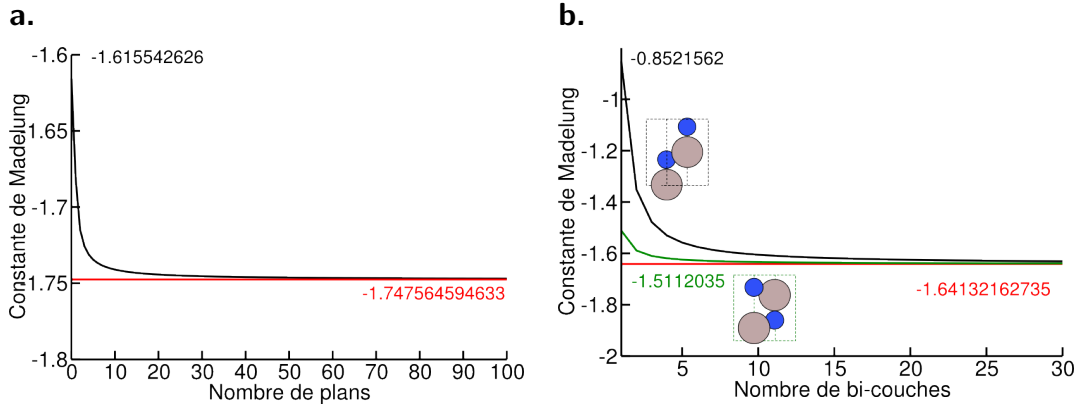 a.
-1.6
-1.615542626
-1.65
-1.7
-1.75
-1.747564594633
-1.8
0 10 20 30 40 50 60 70 80 90 100
Nombre de plans
Constante de Madelung
b.
-0.8521562
-1
-1.2
-1.4
-1.6
-1.5112035
-1.64132162735
-1.8
-2
5 10 15 20 25 30
Nombre de bi-couches
Constante de Madelung